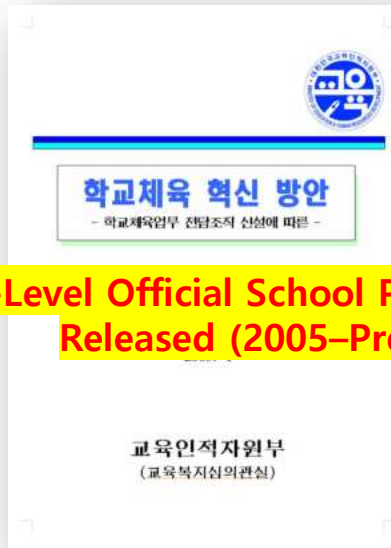 교육
학교체육 혁신 방안
- 학교체육업무 전담조직 신설에 따른 -
-Level Official School P
Released (2005–Pre
교육인적자원부
(교육복지심의관실)